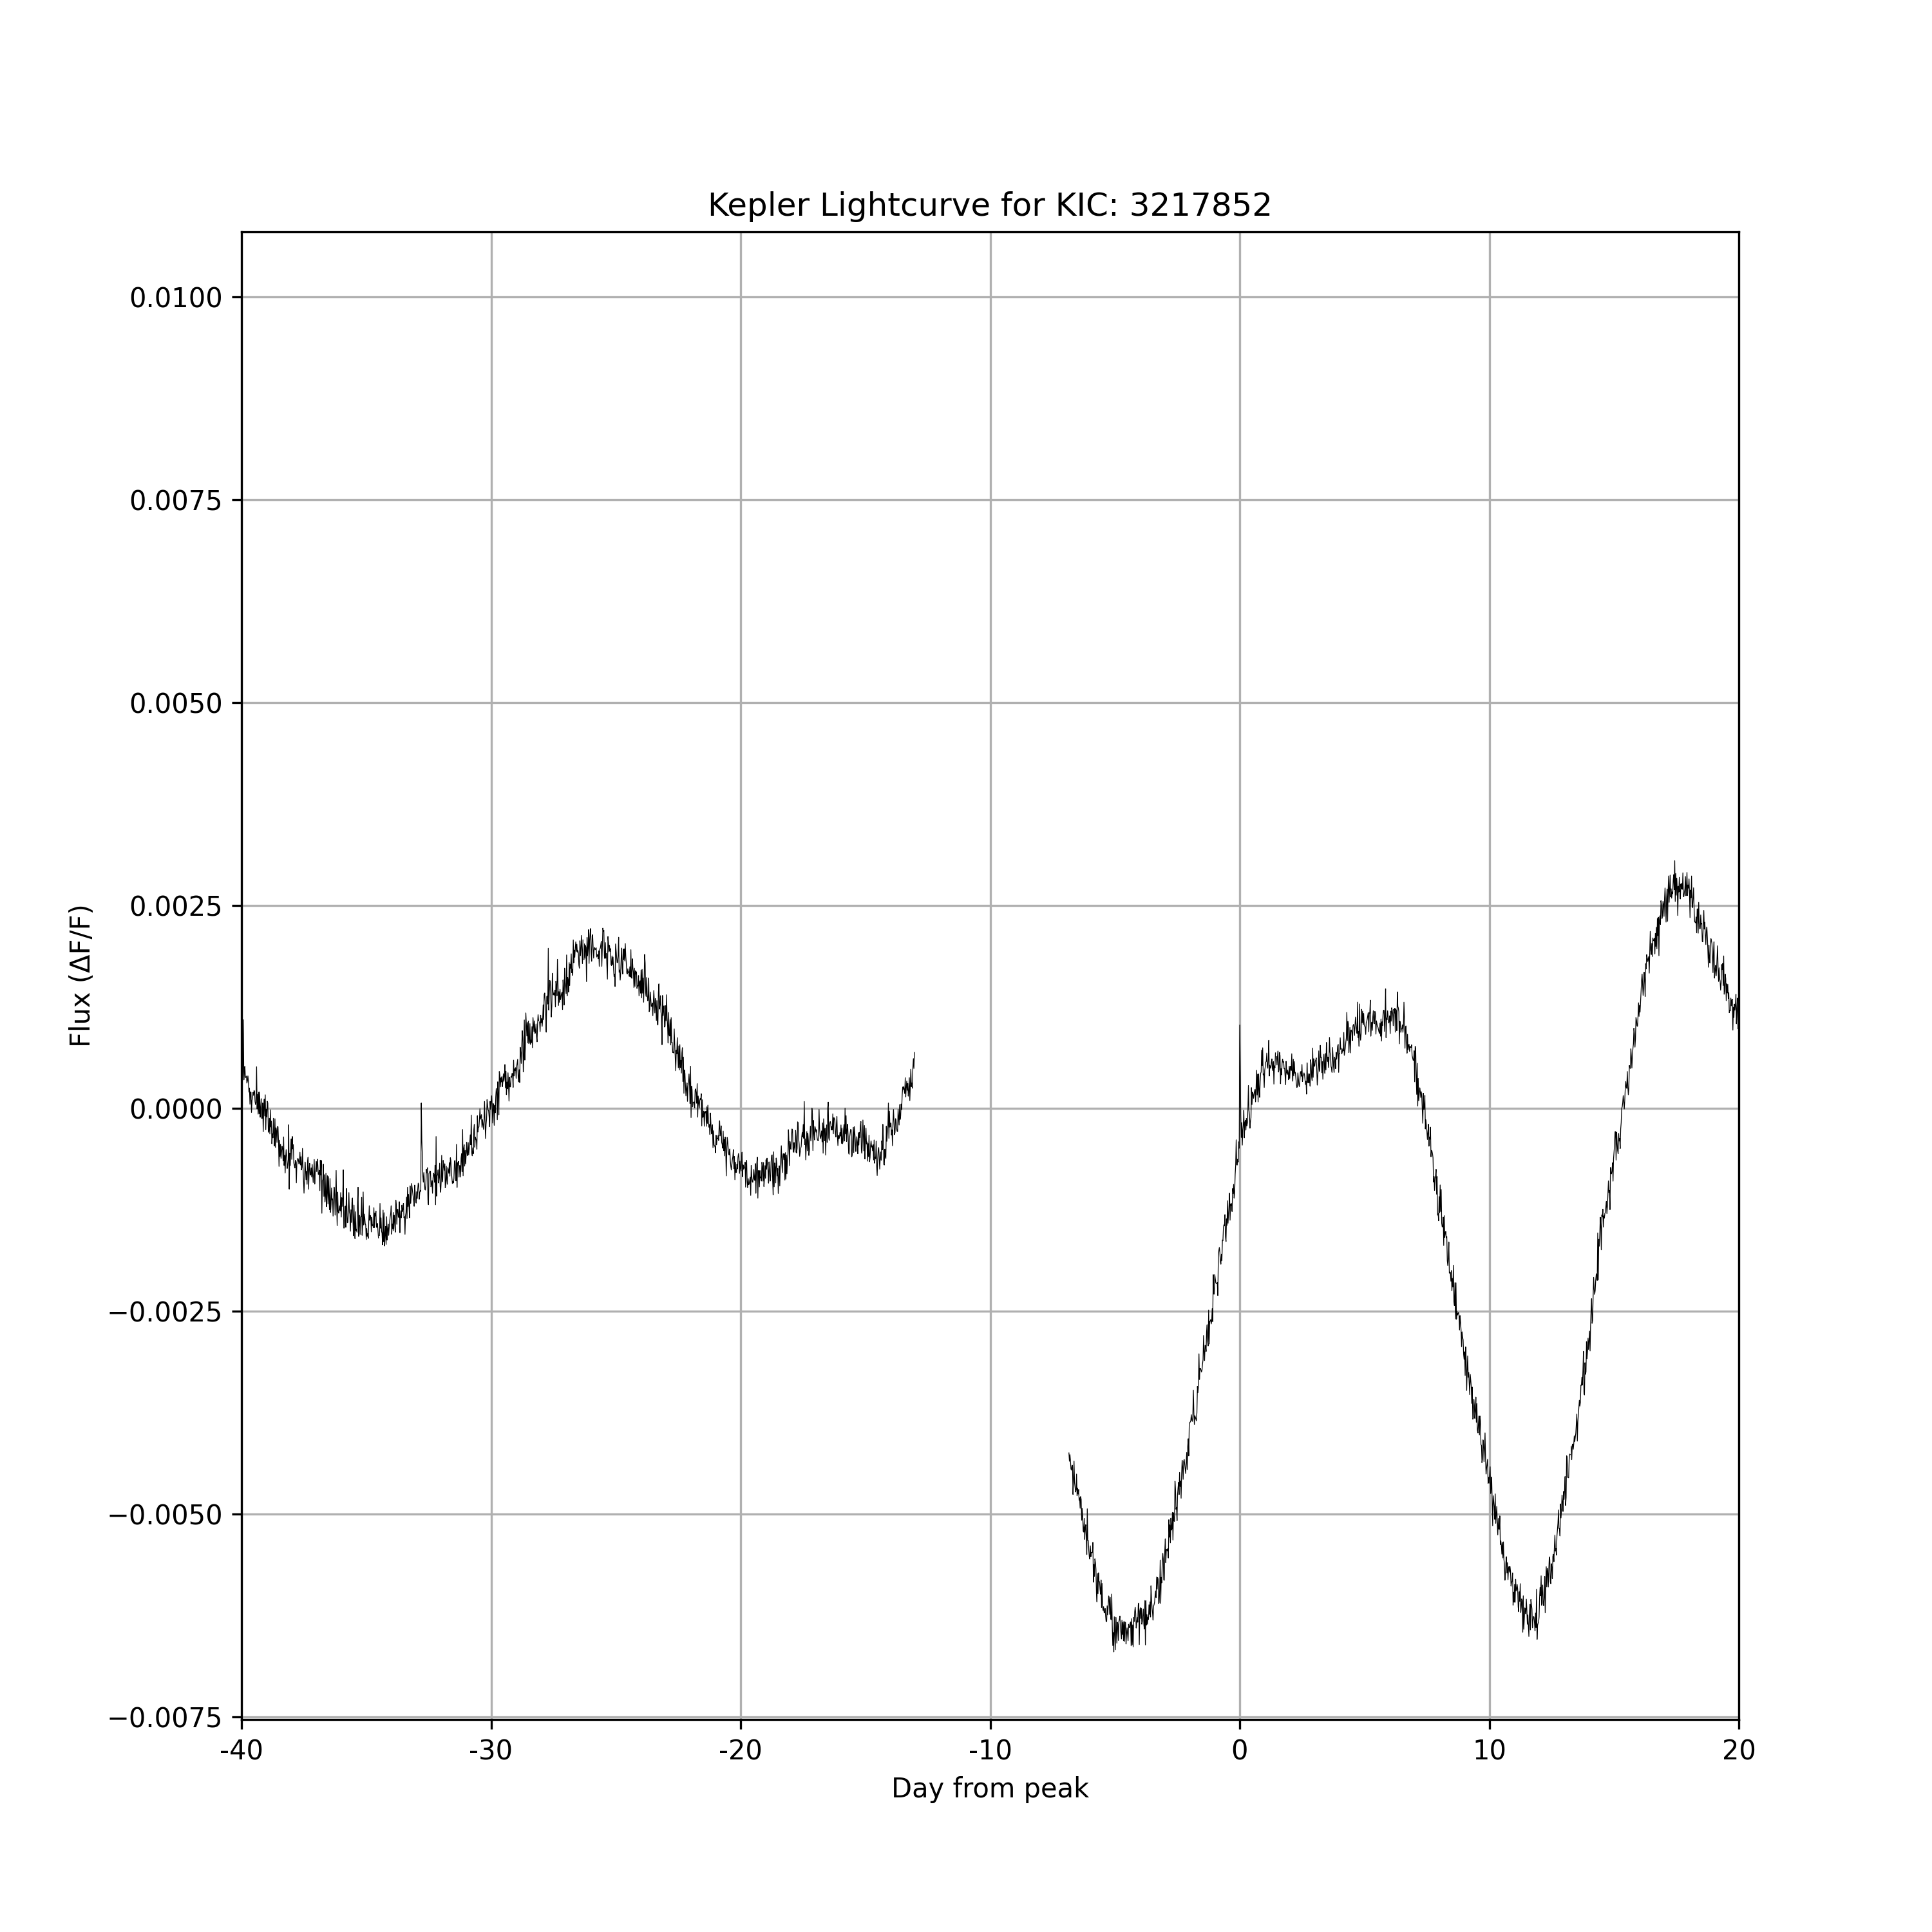 Kepler Lightcurve for KIC: 3217852
0.0100
0.0075
0.0050
0.0025
0.0000
−0.0025
−0.0050
−0.0075
Flux (ΔF/F)
-40 -30 -20 -10 0 10 20
Day from peak